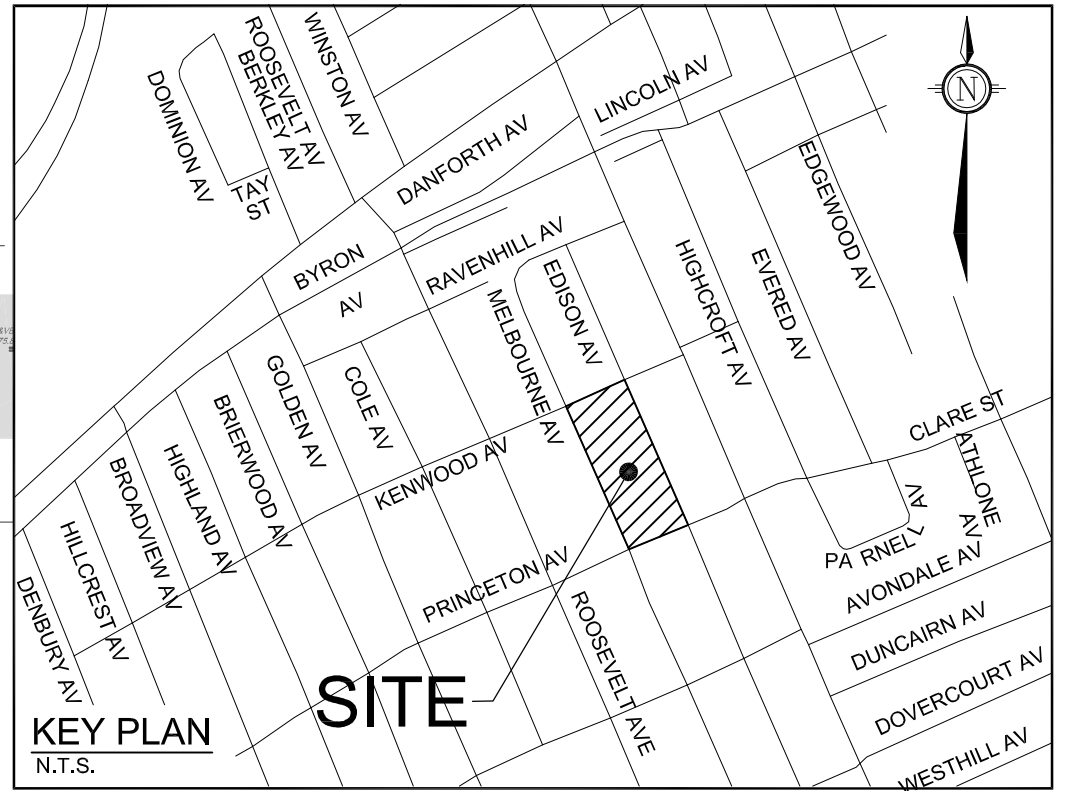 ROOSEVELT AV
BERKLEY AV
WINSTON AV
DOMINION AV
TAY
ST
LINCOLN AV
DANFORTH AV
N
EDGEWOOD AV
BYRON
AV
RAVENHILL AV
HIGHCROFT AV
EVERED AV
EDISON AV
MELBOURNE AV
GOLDEN AV
COLE AV
BRIERWOOD AV
HIGHLAND AV
BROADVIEW AV
HILLCREST AV
DENBURY AV
KENWOOD AV
CLARE ST
ATHLONE
AV
PA RNELL AV
PRINCETON AV
AVONDALE AV
ROOSEVELT AVE
DUNCAIRN AV
DOVERCOURT AV
WESTHILL AV
SITE
KEY PLAN
N.T.S.